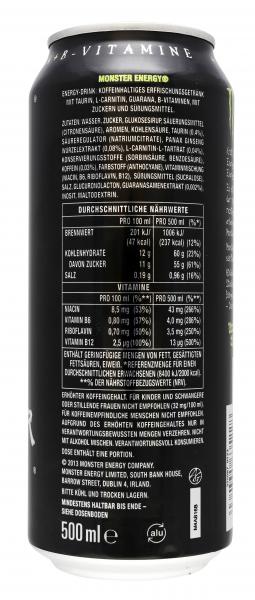 + B - VITAMINE
MONSTER ENERGY®
ENERGY-DRINK: KOFFEINHALTIGES ERFRISCHUNGSGETRÄNK
MIT TAURIN, L-CARNITIN, GUARANA, B-VITAMINEN, MIT
ZUCKERN UND SÜSSUNGSMITTEL.
ZUTATEN: WASSER, ZUCKER, GLUKOSESIRUP, SÄUERUNGSMITTEL
(CITRONENSÄURE), AROMEN, KOHLENSÄURE, TAURIN (0,4%),
SÄUREREGULATOR (NATRIUMCITRATE), PANAX GINSENG
WURZELEXTRAKT (0,08%), L-CARNITIN-L-TARTRAT (0,04%),
KONSERVIERUNGSSTOFFE (SORBINSÄURE, BENZOESÄURE),
KOFFEIN (0,03%), FARBSTOFF (ANTHOCYANE), VITAMINMISCHUNG
(NIACIN, B6, RIBOFLAVIN, B12), SÜSSUNGSMITTEL (SUCRALOSE),
SALZ, GLUCURONOLACTON, GUARANASAMENEXTRAKT (0,002%),
INOSIT, MALTODEXTRIN.
DURCHSCHNITTLICHE NÄHRWERTE
PRO 100 ml PRO 500 ml (%*)
BRENNWERT 201 kJ/ 1006 kJ/
(47 kcal) (237 kcal) (12%)
KOHLENHYDRATE 12 g 60 g (23%)
DAVON ZUCKER 11 g 55 g (61%)
SALZ 0,19 g 0,96 g (16%)
VITAMINE
PRO 100 ml (%**) PRO 500 ml (%**)
NIACIN 8,5 mg (53%) 43 mg (266%)
VITAMIN B6 0,80 mg (57%) 4,0 mg (286%)
RIBOFLAVIN 0,70 mg (50%) 3,5 mg (250%)
VITAMIN B12 2,5 µg (100%) 13 µg (500%)
ENTHÄLT GERINGFÜGIGE MENGEN VON FETT, GESÄTTIGTEN
FETTSÄUREN, EIWEIß. *REFERENZMENGE FÜR EINEN
DURCHSCHNITTLICHEN ERWACHSENEN (8400 kJ/2000 kcal)
**% DER NÄHRSTOFFBEZUGSWERTE (NRV).
ERHÖHTER KOFFEINGEHALT. FÜR KINDER UND SCHWANGERE
ODER STILLENDE FRAUEN NICHT EMPFOHLEN (32 mg/100 ml).
FÜR KOFFEINEMPFINDLICHE MENSCHEN NICHT EMPFOHLEN.
AUFGRUND DES ERHÖHTEN KOFFEINGEHALTES NUR IN
VERANTWORTUNGSBEWUSSTEN MENGEN VERZEHREN. NICHT
MIT ALKOHOL MISCHEN. VERANTWORTUNGSVOLL KONSUMIEREN.
DOSE ENTHÄLT EINE PORTION.
© 2013 MONSTER ENERGY COMPANY.
MONSTER ENERGY LIMITED, SOUTH BANK HOUSE,
BARROW STREET, DUBLIN 4, IRLAND.
BITTE KÜHL UND TROCKEN LAGERN.
MINDESTENS HALTBAR BIS ENDE –
SIEHE DOSENBODEN
500 ml e
alu